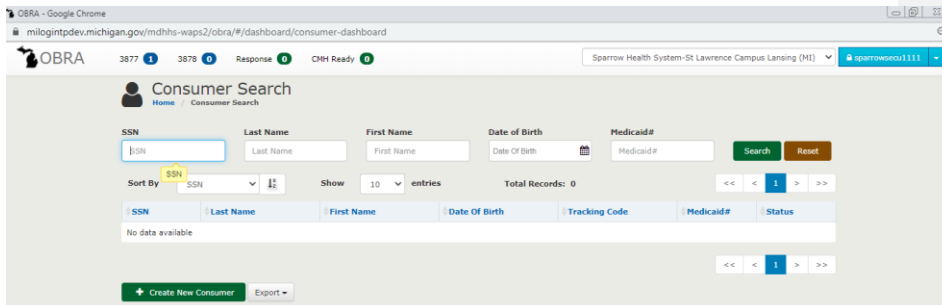 OBRA - Google Chrome
milogintpdev.michigan.gov/mdhhs-waps2/obra/#/dashboard/consumer-dashboard
OBRA 3877 1 3878 0 Response 0 CMH Ready 0 Sparrow Health System-St Lawrence Campus Lansing (MI) sparrowsecu1111
Consumer Search
Home / Consumer Search
SSN Last Name First Name Date of Birth Medicaid#
SSN Last Name First Name Date Of Birth Medicaid# Search Reset
SSN
Sort By SSN Show 10 entries Total Records: 0 << < 1 > >>
SSN Last Name First Name Date Of Birth Tracking Code Medicaid# Status
No data available
<< < 1 > >>
+ Create New Consumer Export